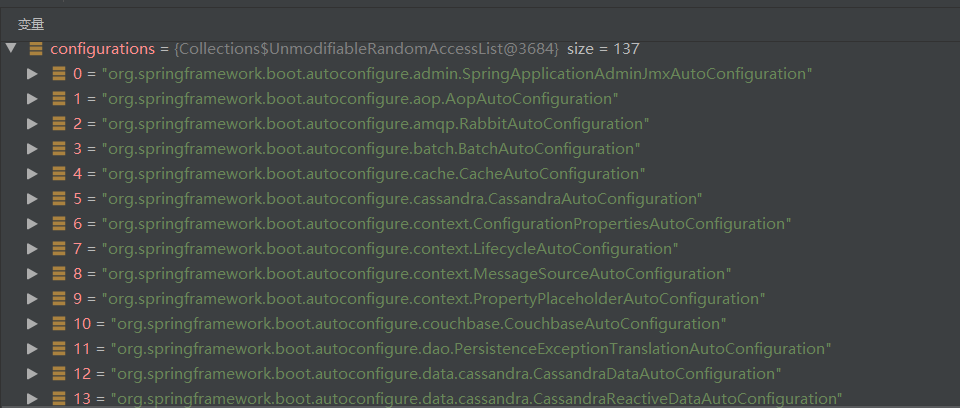 变量
configurations = {Collections$UnmodifiableRandomAccessList@3684} size = 137
0 = "org.springframework.boot.autoconfigure.admin.SpringApplicationAdminJmxAutoConfiguration"
1 = "org.springframework.boot.autoconfigure.aop.AopAutoConfiguration"
2 = "org.springframework.boot.autoconfigure.amqp.RabbitAutoConfiguration"
3 = "org.springframework.boot.autoconfigure.batch.BatchAutoConfiguration"
4 = "org.springframework.boot.autoconfigure.cache.CacheAutoConfiguration"
5 = "org.springframework.boot.autoconfigure.cassandra.CassandraAutoConfiguration"
6 = "org.springframework.boot.autoconfigure.context.ConfigurationPropertiesAutoConfiguration"
7 = "org.springframework.boot.autoconfigure.context.LifecycleAutoConfiguration"
8 = "org.springframework.boot.autoconfigure.context.MessageSourceAutoConfiguration"
9 = "org.springframework.boot.autoconfigure.context.PropertyPlaceholderAutoConfiguration"
10 = "org.springframework.boot.autoconfigure.couchbase.CouchbaseAutoConfiguration"
11 = "org.springframework.boot.autoconfigure.dao.PersistenceExceptionTranslationAutoConfiguration"
12 = "org.springframework.boot.autoconfigure.data.cassandra.CassandraDataAutoConfiguration"
13 = "org.springframework.boot.autoconfigure.data.cassandra.CassandraReactiveDataAutoConfiguration"